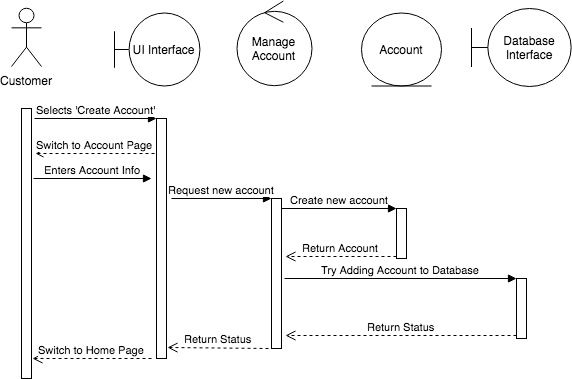 Customer
UI Interface
Manage
Account
Account
Database
Interface
Selects 'Create Account'
Switch to Account Page
Enters Account Info
Request new account
Create new account
Return Account
Try Adding Account to Database
Return Status
Return Status
Switch to Home Page